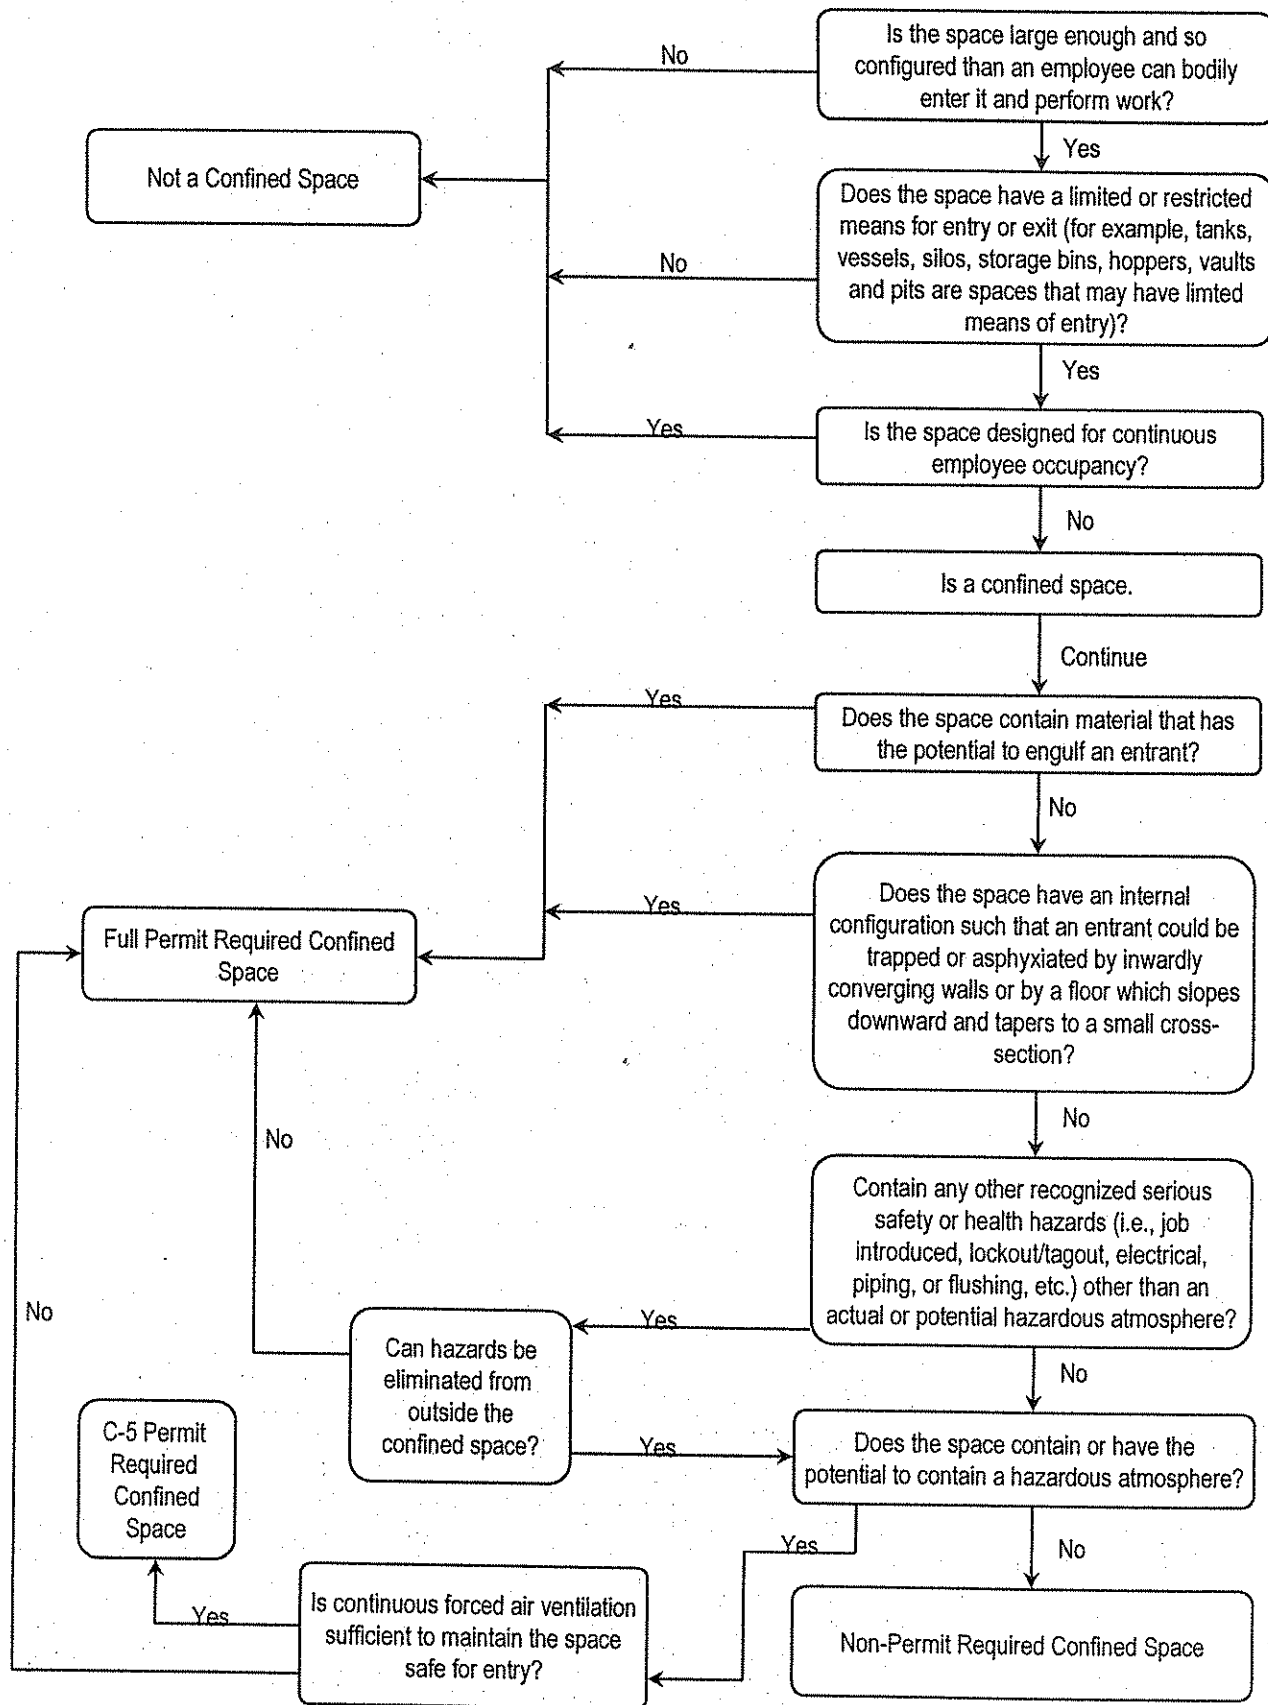 Is the space large enough and so
configured than an employee can bodily
enter it and perform work?
No
Yes
Not a Confined Space
Does the space have a limited or restricted
means for entry or exit (for example, tanks,
vessels, silos, storage bins, hoppers, vaults
and pits are spaces that may have limted
means of entry)?
No
Yes
Is the space designed for continuous
employee occupancy?
Yes
No
Is a confined space.
Continue
Does the space contain material that has
the potential to engulf an entrant?
Yes
No
Does the space have an internal
configuration such that an entrant could be
trapped or asphyxiated by inwardly
converging walls or by a floor which slopes
downward and tapers to a small cross-
section?
Yes
Full Permit Required Confined
Space
No
No
Contain any other recognized serious
safety or health hazards (i.e., job
introduced, lockout/tagout, electrical,
piping, or flushing, etc.) other than an
actual or potential hazardous atmosphere?
No
Yes
Can hazards be
eliminated from
outside the
confined space?
No
Yes
C-5 Permit
Required
Confined
Space
Does the space contain or have the
potential to contain a hazardous atmosphere?
Yes
No
Is continuous forced air ventilation
sufficient to maintain the space
safe for entry?
Yes
Non-Permit Required Confined Space